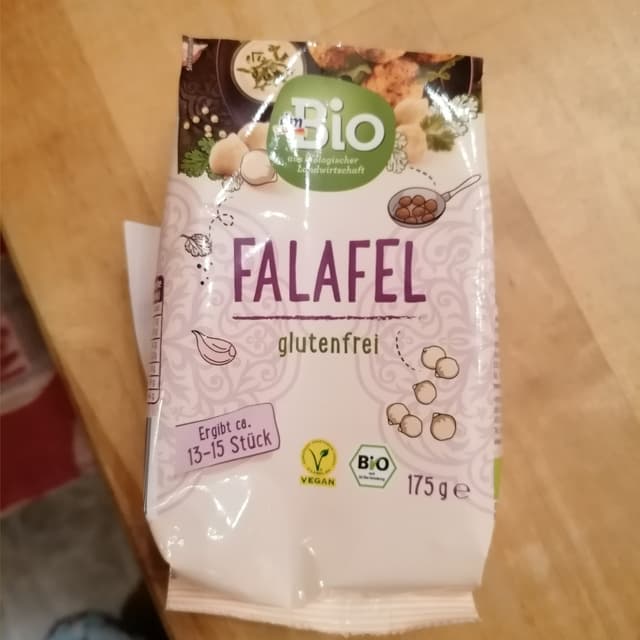 dm
Bio
aus ökologischer
Landwirtschaft
FALAFEL
glutenfrei
Ergibt ca.
13-15 Stück
VEGAN
BIO
175 g e